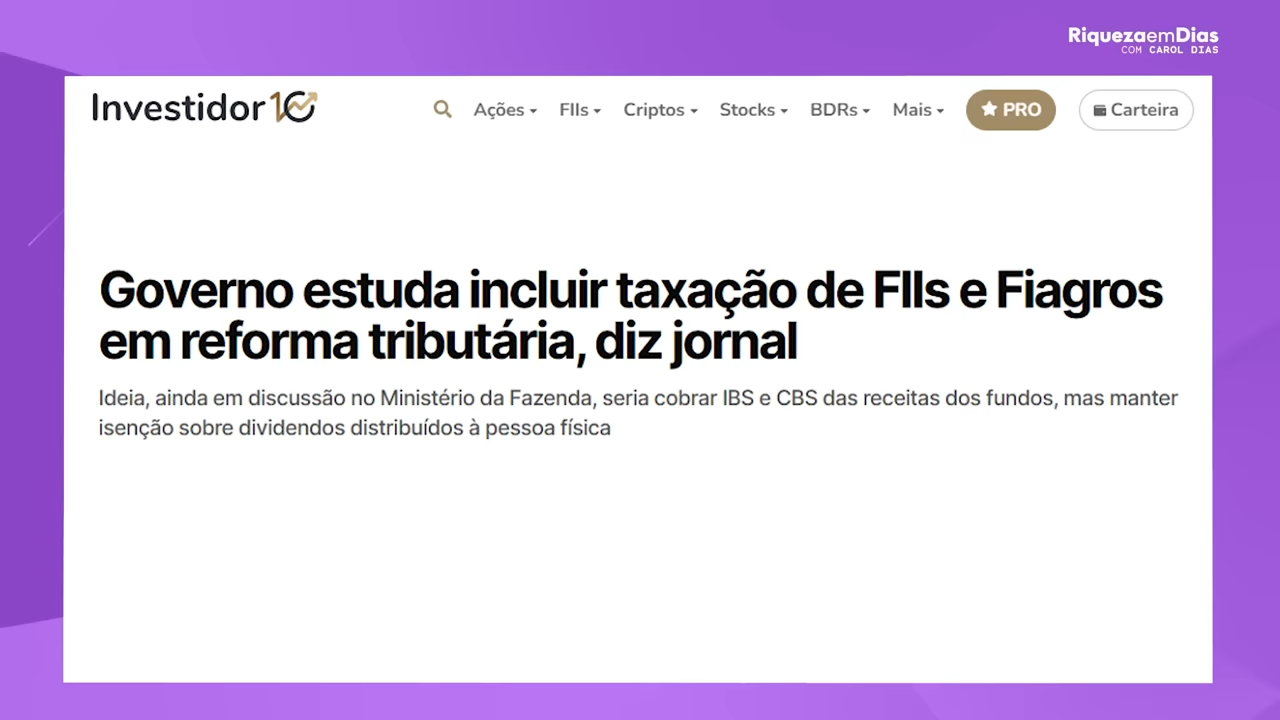 RiquezaemDias
COM CAROL DIAS
Investidor 10
Ações
FIIs
Criptos
Stocks
BDRs
Mais
PRO
Carteira
Governo estuda incluir taxação de FIIs e Fiagros
em reforma tributária, diz jornal
Ideia, ainda em discussão no Ministério da Fazenda, seria cobrar IBS e CBS das receitas dos fundos, mas manter
isenção sobre dividendos distribuídos à pessoa física